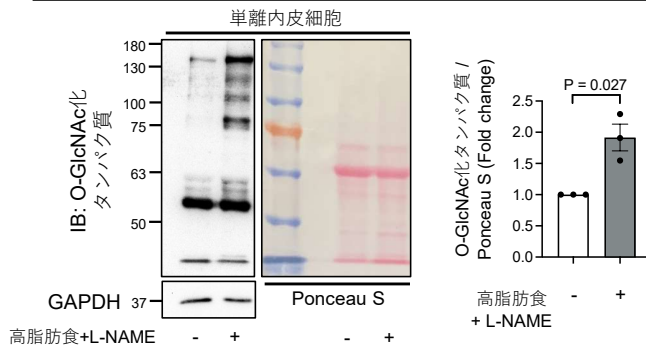 単離内皮細胞
IB: O-GlcNAc化
タンパク質
180
130
100
75
63
50
GAPDH 37
Ponceau S
高脂肪食+L-NAME - + - +
O-GlcNAc化タンパク質 /
Ponceau S (Fold change)
P = 0.027
2.5
2.0
1.5
1.0
0.5
0.0
高脂肪食 - +
+ L-NAME